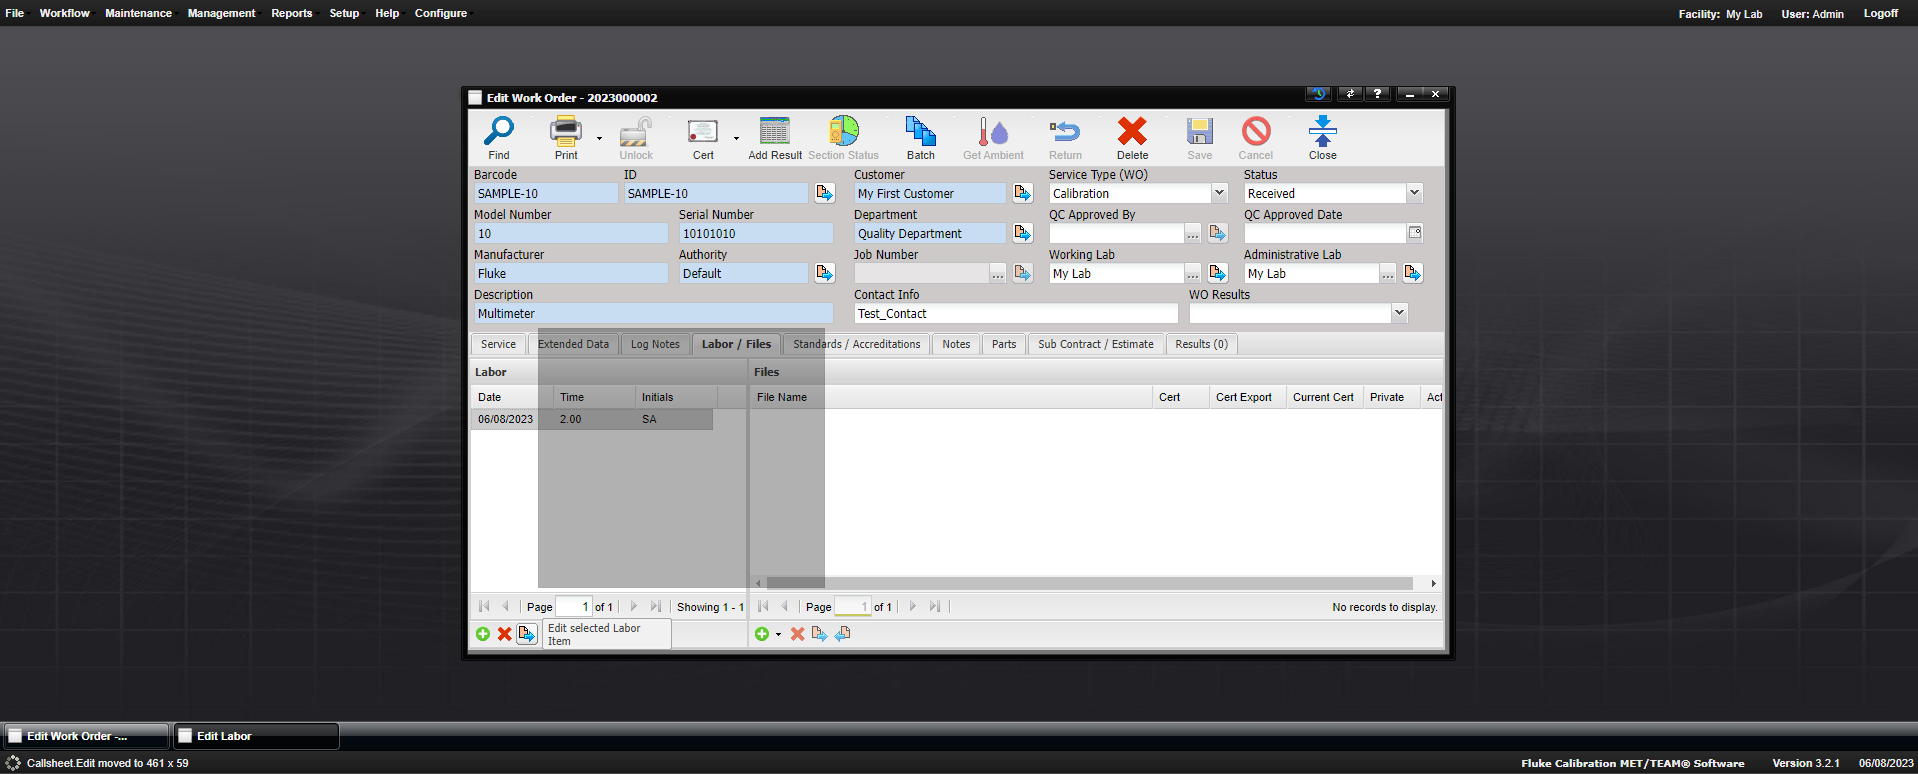 File Workflow Maintenance Management Reports Setup Help Configure Facility: My Lab User: Admin Logoff
Edit Work Order - 2023000002
Find Print Unlock Cert Add Result Section Status Batch Get Ambient Return Delete Save Cancel Close
Barcode ID Customer Service Type (WO) Status
SAMPLE-10 SAMPLE-10 My First Customer Calibration Received
Model Number Serial Number Department QC Approved By QC Approved Date
10 10101010 Quality Department ...
Manufacturer Authority Job Number Working Lab Administrative Lab
Fluke Default ... My Lab ... My Lab ...
Description Contact Info WO Results
Multimeter Test_Contact
Service Extended Data Log Notes Labor / Files Standards / Accreditations Notes Parts Sub Contract / Estimate Results (0)
Labor Files
Date Time Initials File Name Cert Cert Export Current Cert Private Act
06/08/2023 2.00 SA
Page 1 of 1 Showing 1 - 1 Page 1 of 1 No records to display.
Edit selected Labor
Item
Edit Work Order -... Edit Labor
Callsheet.Edit moved to 461 x 59 Fluke Calibration MET/TEAM® Software Version 3.2.1 06/08/2023